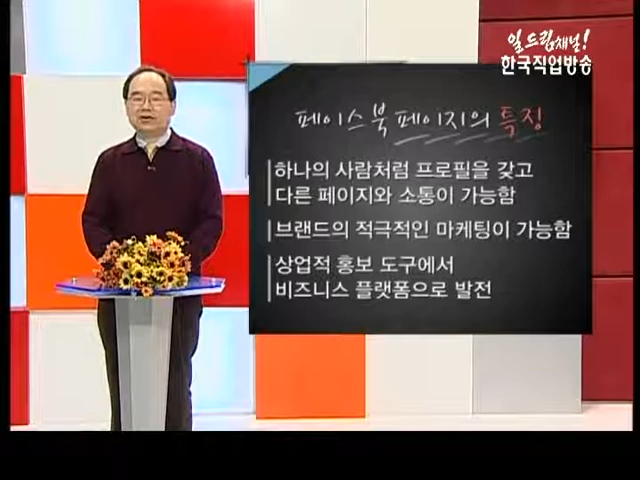 일 드림 채널!
한국직업방송
페이스북 페이지의 특징
하나의 사람처럼 프로필을 갖고
다른 페이지와 소통이 가능함
브랜드의 적극적인 마케팅이 가능함
상업적 홍보 도구에서
비즈니스 플랫폼으로 발전